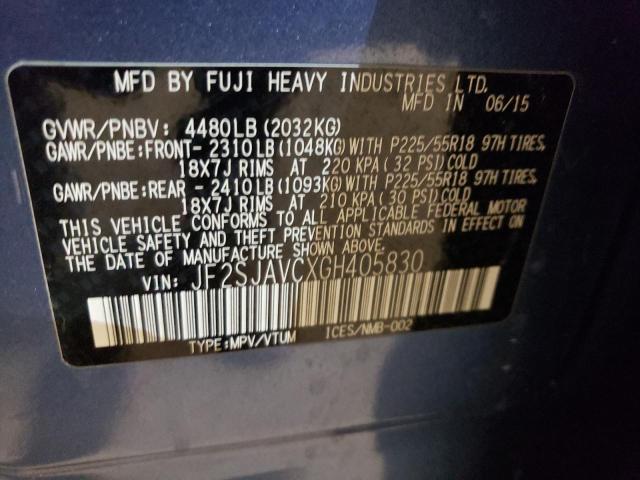 MFD BY FUJI HEAVY INDUSTRIES LTD.
MFD IN 06/15
GVWR/PNBV: 4480LB(2032KG)
GAWR/PNBE:FRONT- 2310LB(1048KG)WITH P225/55R18 97H TIRES,
18X7J RIMS AT 220 KPA (32 PSI)COLD
GAWR/PNBE:REAR - 2410LB(1093KG)WITH P225/55R18 97H TIRES,
18X7J RIMS AT 210 KPA(30 PSI)COLD
THIS VEHICLE CONFORMS TO ALL APPLICABLE FEDERAL MOTOR
VEHICLE SAFETY AND THEFT PREVENTION STANDARDS IN EFFECT ON
THE DATE OF MANUFACTURE SHOWN ABOVE.
VIN: JF2SJAVCXGH405830
TYPE:MPV/VTUM ICES/NMB-002